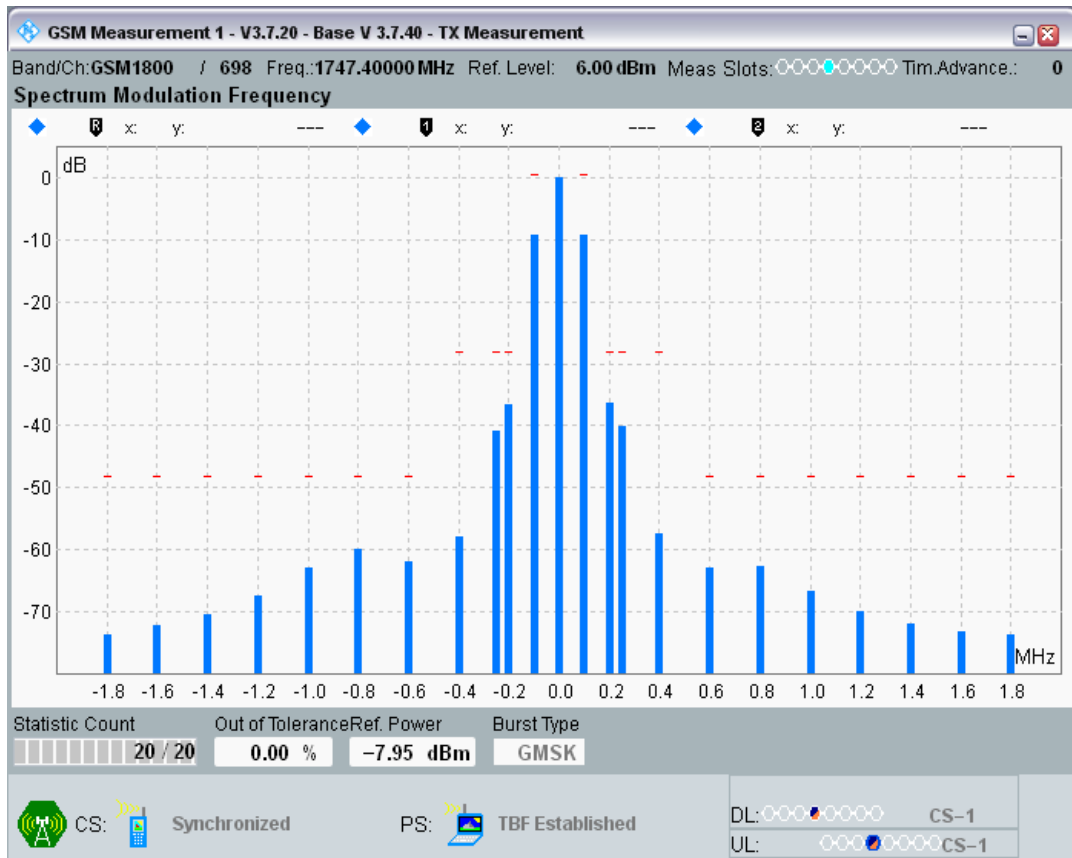 GSM Measurement 1 - V3.7.20 - Base V 3.7.40 - TX Measurement
Band/Ch:GSM1800 / 698 Freq.:1747.40000 MHz Ref. Level: 6.00 dBm Meas Slots: Tim.Advance.: 0
Spectrum Modulation Frequency
R x: y: --- 1 x: y: --- 2 x: y: ---
dB
0
-10
-20
-30
-40
-50
-60
-70
MHz
-1.8 -1.6 -1.4 -1.2 -1.0 -0.8 -0.6 -0.4 -0.2 0.0 0.2 0.4 0.6 0.8 1.0 1.2 1.4 1.6 1.8
Statistic Count Out of Tolerance Ref. Power Burst Type
20 / 20 0.00 % −7.95 dBm GMSK
CS: Synchronized PS: TBF Established
DL: CS−1
UL: CS−1